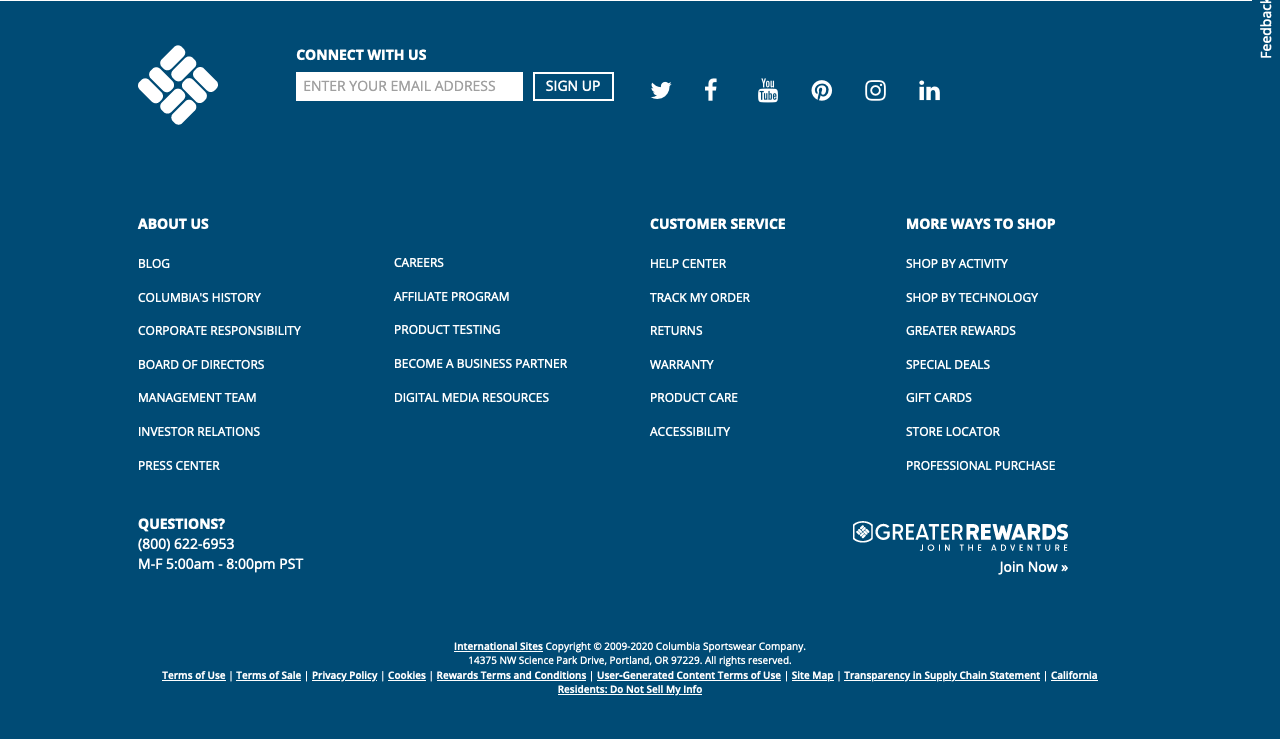 Feedback
CONNECT WITH US
ENTER YOUR EMAIL ADDRESS
SIGN UP
You
Tube
ABOUT US
BLOG
COLUMBIA'S HISTORY
CORPORATE RESPONSIBILITY
BOARD OF DIRECTORS
MANAGEMENT TEAM
INVESTOR RELATIONS
PRESS CENTER
CAREERS
AFFILIATE PROGRAM
PRODUCT TESTING
BECOME A BUSINESS PARTNER
DIGITAL MEDIA RESOURCES
CUSTOMER SERVICE
HELP CENTER
TRACK MY ORDER
RETURNS
WARRANTY
PRODUCT CARE
ACCESSIBILITY
MORE WAYS TO SHOP
SHOP BY ACTIVITY
SHOP BY TECHNOLOGY
GREATER REWARDS
SPECIAL DEALS
GIFT CARDS
STORE LOCATOR
PROFESSIONAL PURCHASE
QUESTIONS?
(800) 622-6953
M-F 5:00am - 8:00pm PST
GREATERREWARDS
JOIN THE ADVENTURE
Join Now »
International Sites Copyright © 2009-2020 Columbia Sportswear Company.
14375 NW Science Park Drive, Portland, OR 97229. All rights reserved.
Terms of Use | Terms of Sale | Privacy Policy | Cookies | Rewards Terms and Conditions | User-Generated Content Terms of Use | Site Map | Transparency in Supply Chain Statement | California
Residents: Do Not Sell My Info